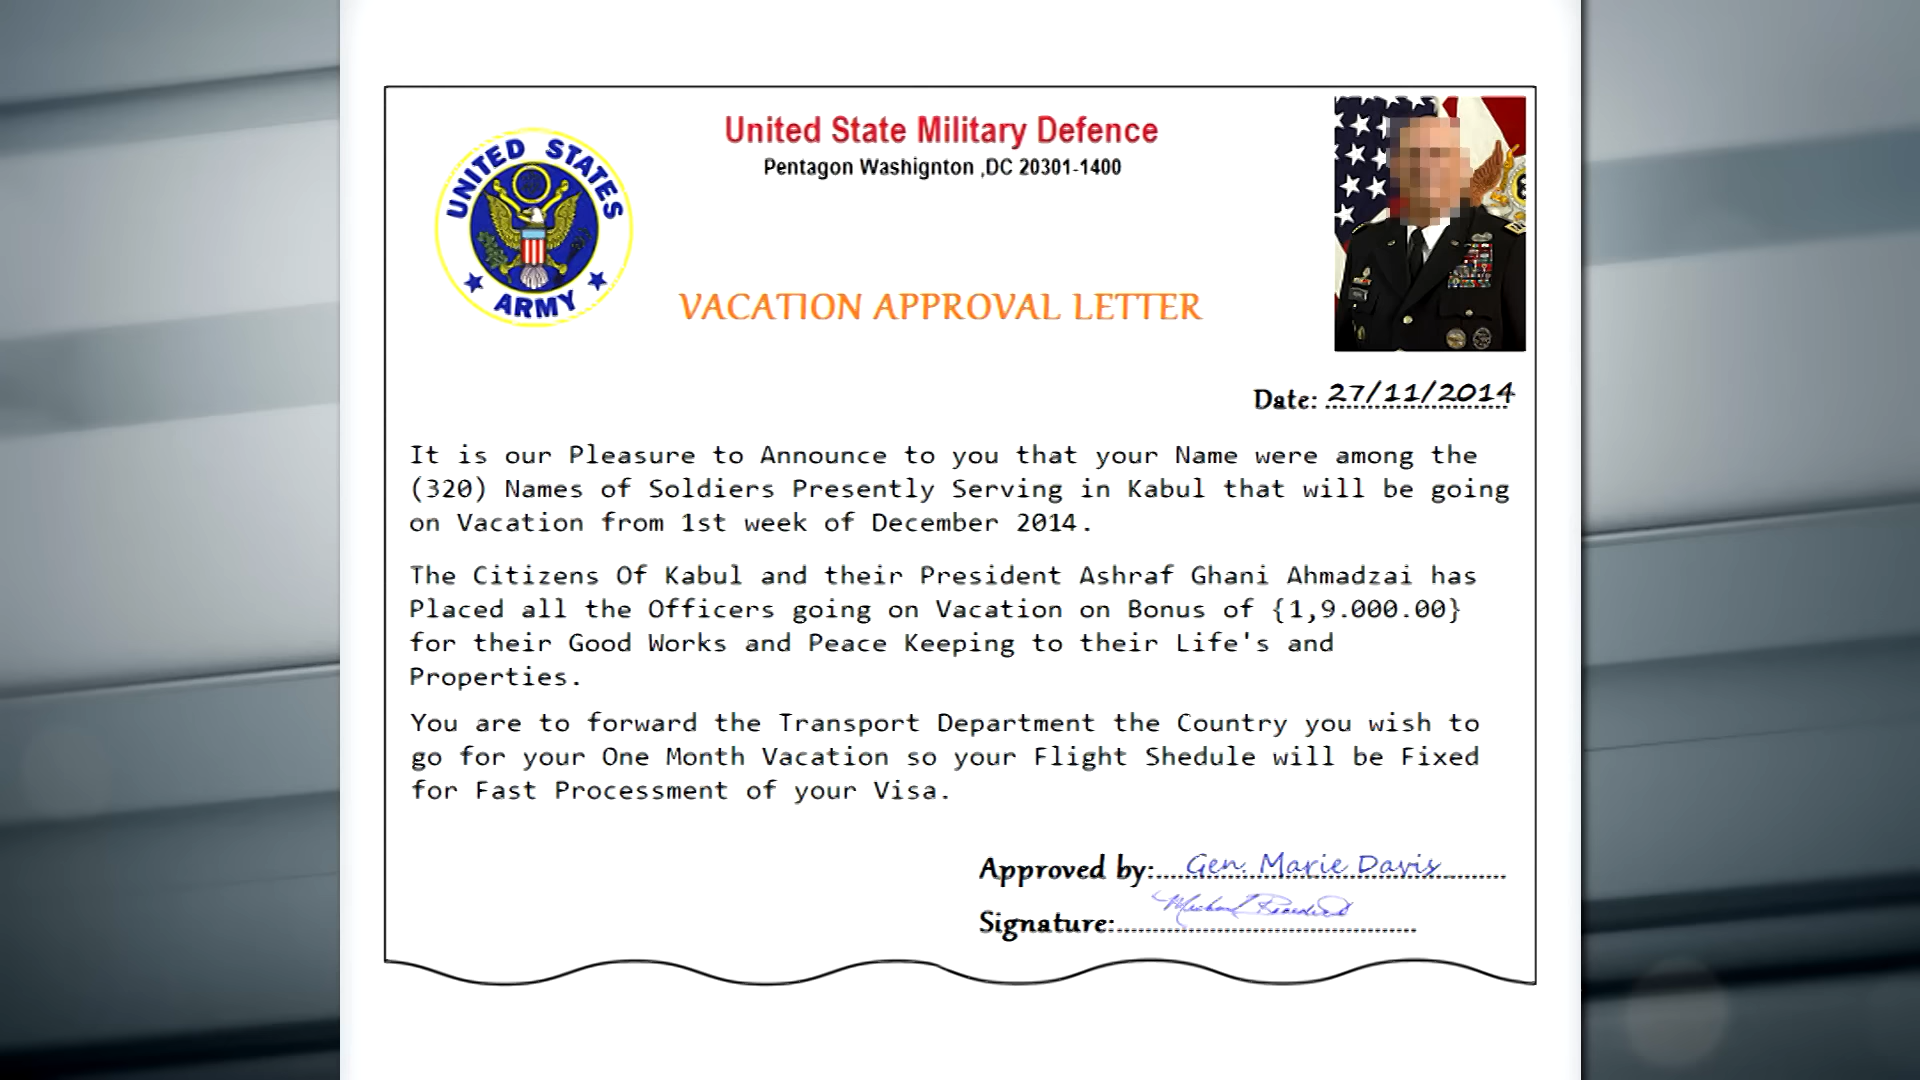 UNITED STATES
ARMY
United State Military Defence
Pentagon Washignton ,DC 20301-1400
VACATION APPROVAL LETTER
Date: 27/11/2014
It is our Pleasure to Announce to you that your Name were among the
(320) Names of Soldiers Presently Serving in Kabul that will be going
on Vacation from 1st week of December 2014.
The Citizens Of Kabul and their President Ashraf Ghani Ahmadzai has
Placed all the Officers going on Vacation on Bonus of {1,9.000.00}
for their Good Works and Peace Keeping to their Life's and
Properties.
You are to forward the Transport Department the Country you wish to
go for your One Month Vacation so your Flight Shedule will be Fixed
for Fast Processment of your Visa.
Approved by: Gen. Marie Davis
Signature: